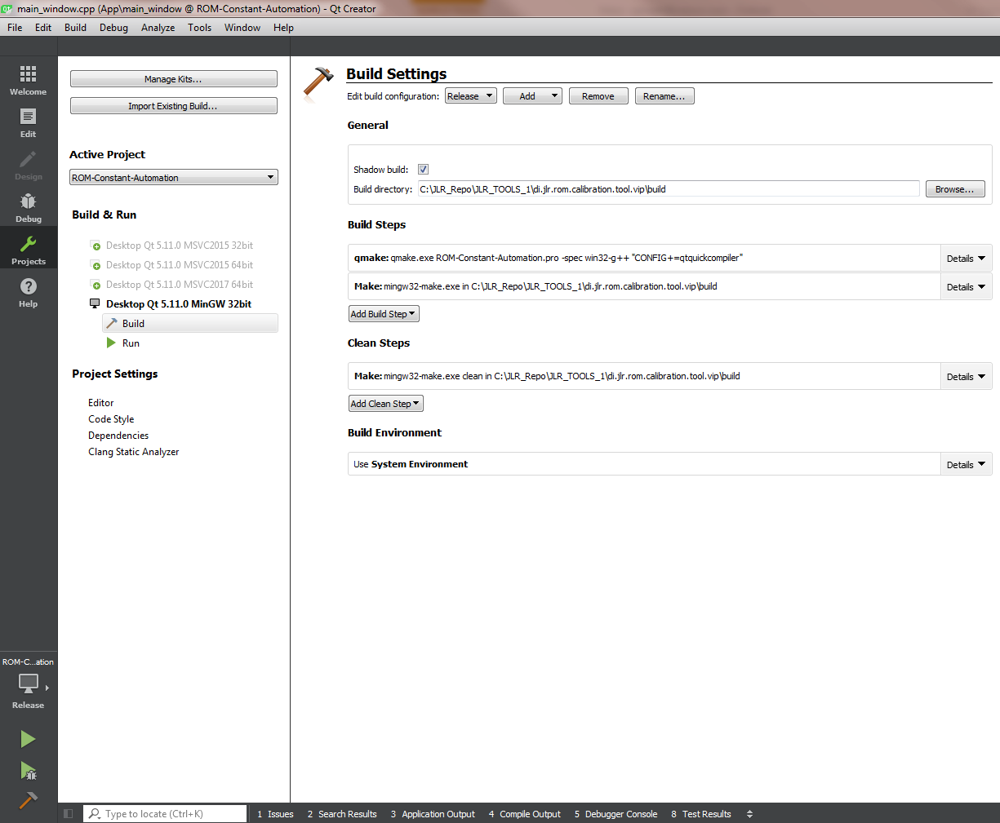 main_window.cpp (App\main_window @ ROM-Constant-Automation) - Qt Creator
File Edit Build Debug Analyze Tools Window Help
Welcome
Edit
Design
Debug
Projects
Help
ROM-C...ation
Release
Manage Kits...
Import Existing Build...
Active Project
ROM-Constant-Automation
Build & Run
Desktop Qt 5.11.0 MSVC2015 32bit
Desktop Qt 5.11.0 MSVC2015 64bit
Desktop Qt 5.11.0 MSVC2017 64bit
Desktop Qt 5.11.0 MinGW 32bit
Build
Run
Project Settings
Editor
Code Style
Dependencies
Clang Static Analyzer
Build Settings
Edit build configuration: Release Add Remove Rename...
General
Shadow build:
Build directory: C:\JLR_Repo\JLR_TOOLS_1\di.jlr.rom.calibration.tool.vip\build Browse...
Build Steps
qmake: qmake.exe ROM-Constant-Automation.pro -spec win32-g++ "CONFIG+=qtquickcompiler" Details
Make: mingw32-make.exe in C:\JLR_Repo\JLR_TOOLS_1\di.jlr.rom.calibration.tool.vip\build Details
Add Build Step
Clean Steps
Make: mingw32-make.exe clean in C:\JLR_Repo\JLR_TOOLS_1\di.jlr.rom.calibration.tool.vip\build Details
Add Clean Step
Build Environment
Use System Environment Details
Type to locate (Ctrl+K) 1 Issues 2 Search Results 3 Application Output 4 Compile Output 5 Debugger Console 8 Test Results